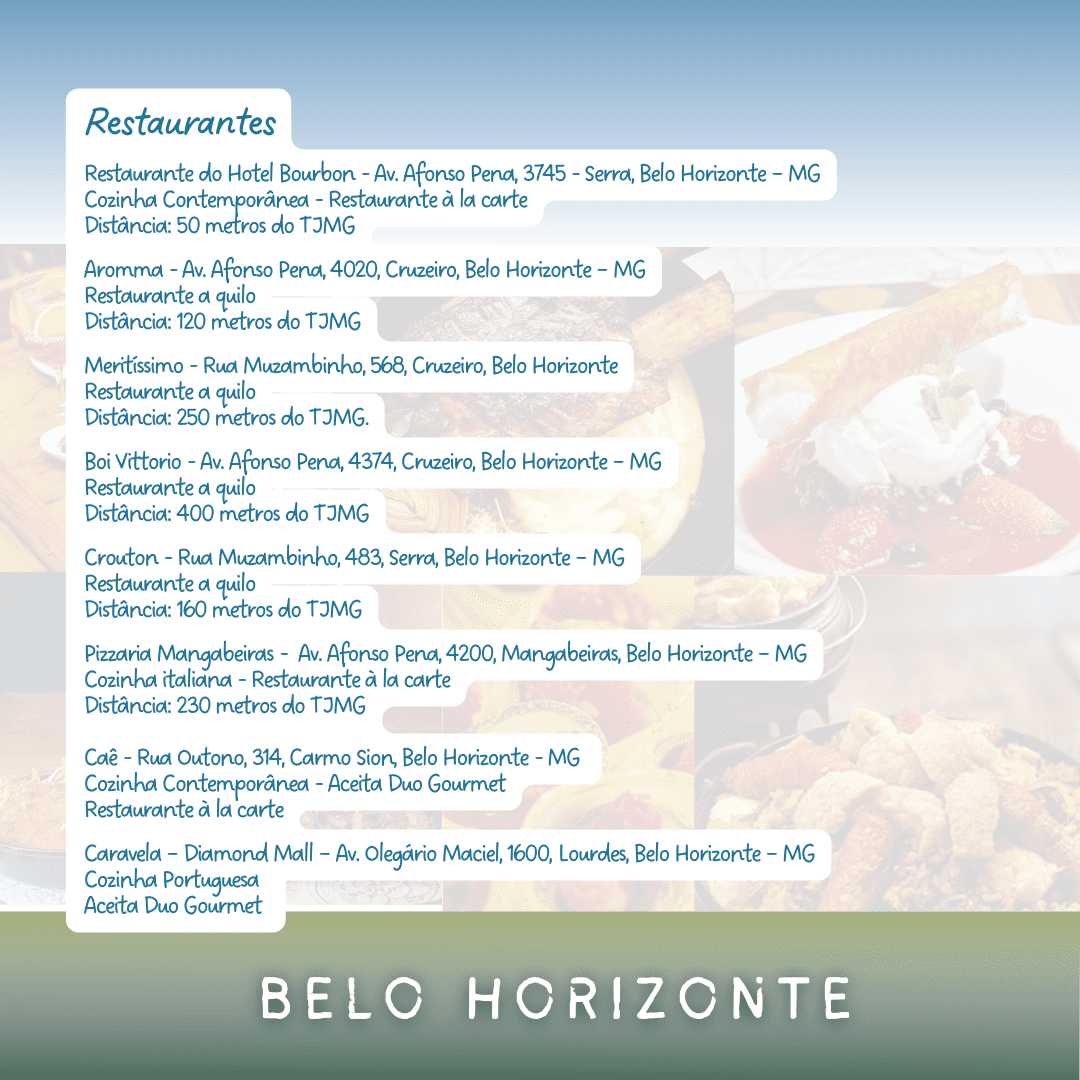 Restaurantes
Restaurante do Hotel Bourbon - Av. Afonso Pena, 3745 - Serra, Belo Horizonte – MG
Cozinha Contemporânea - Restaurante à la carte
Distância: 50 metros do TJMG
Aromma - Av. Afonso Pena, 4020, Cruzeiro, Belo Horizonte – MG
Restaurante a quilo
Distância: 120 metros do TJMG
Meritíssimo - Rua Muzambinho, 568, Cruzeiro, Belo Horizonte
Restaurante a quilo
Distância: 250 metros do TJMG.
Boi Vittorio - Av. Afonso Pena, 4374, Cruzeiro, Belo Horizonte – MG
Restaurante a quilo
Distância: 400 metros do TJMG
Crouton - Rua Muzambinho, 483, Serra, Belo Horizonte – MG
Restaurante a quilo
Distância: 160 metros do TJMG
Pizzaria Mangabeiras - Av. Afonso Pena, 4200, Mangabeiras, Belo Horizonte – MG
Cozinha italiana - Restaurante à la carte
Distância: 230 metros do TJMG
Caê - Rua Outono, 314, Carmo Sion, Belo Horizonte - MG
Cozinha Contemporânea - Aceita Duo Gourmet
Restaurante à la carte
Caravela – Diamond Mall – Av. Olegário Maciel, 1600, Lourdes, Belo Horizonte – MG
Cozinha Portuguesa
Aceita Duo Gourmet
BELO HORIZONTE